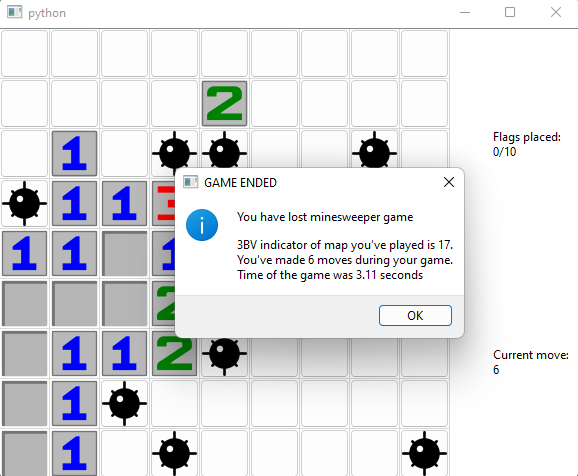 python
2
Flags placed:
0/10
1
GAME ENDED
1 1 3
You have lost minesweeper game
3BV indicator of map you've played is 17.
You've made 6 moves during your game.
Time of the game was 3.11 seconds
1 1 1
2
OK
1 1 2
Current move:
6
1
1